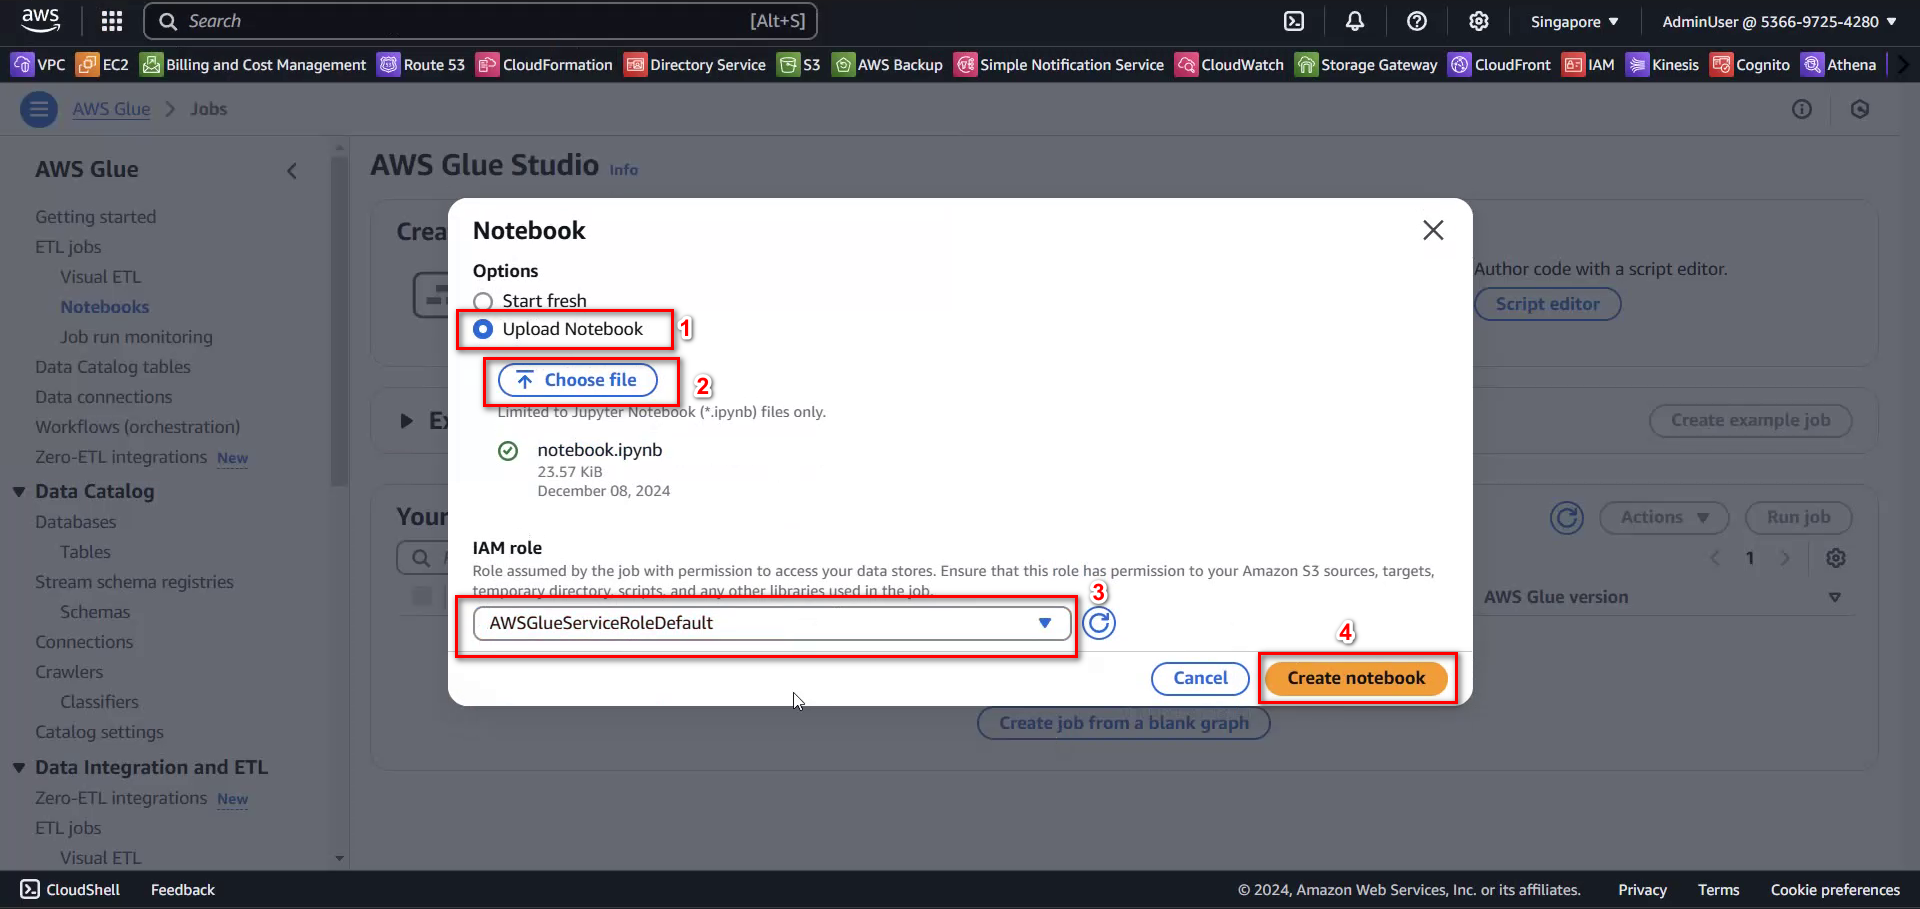 aws
Search
[Alt+S]
Singapore ▼
AdminUser @ 5366-9725-4280 ▼
VPC
EC2
Billing and Cost Management
Route 53
CloudFormation
Directory Service
S3
AWS Backup
Simple Notification Service
CloudWatch
Storage Gateway
CloudFront
IAM
Kinesis
Cognito
Athena
AWS Glue > Jobs
AWS Glue
Getting started
ETL jobs
Visual ETL
Notebooks
Job run monitoring
Data Catalog tables
Data connections
Workflows (orchestration)
Zero-ETL integrations New
Data Catalog
Databases
Tables
Stream schema registries
Schemas
Connections
Crawlers
Classifiers
Catalog settings
Data Integration and ETL
Zero-ETL integrations New
ETL jobs
Visual ETL
AWS Glue Studio Info
Crea
Author code with a script editor.
Script editor
Create example job
Your
Actions ▼
Run job
1
AWS Glue version
Create job from a blank graph
Notebook
Options
Start fresh
Upload Notebook
1
Choose file
2
Limited to Jupyter Notebook (*.ipynb) files only.
notebook.ipynb
23.57 KiB
December 08, 2024
IAM role
Role assumed by the job with permission to access your data stores. Ensure that this role has permission to your Amazon S3 sources, targets,
temporary directory, scripts, and any other libraries used in the job.
3
AWSGlueServiceRoleDefault
4
Cancel
Create notebook
CloudShell
Feedback
© 2024, Amazon Web Services, Inc. or its affiliates.
Privacy
Terms
Cookie preferences